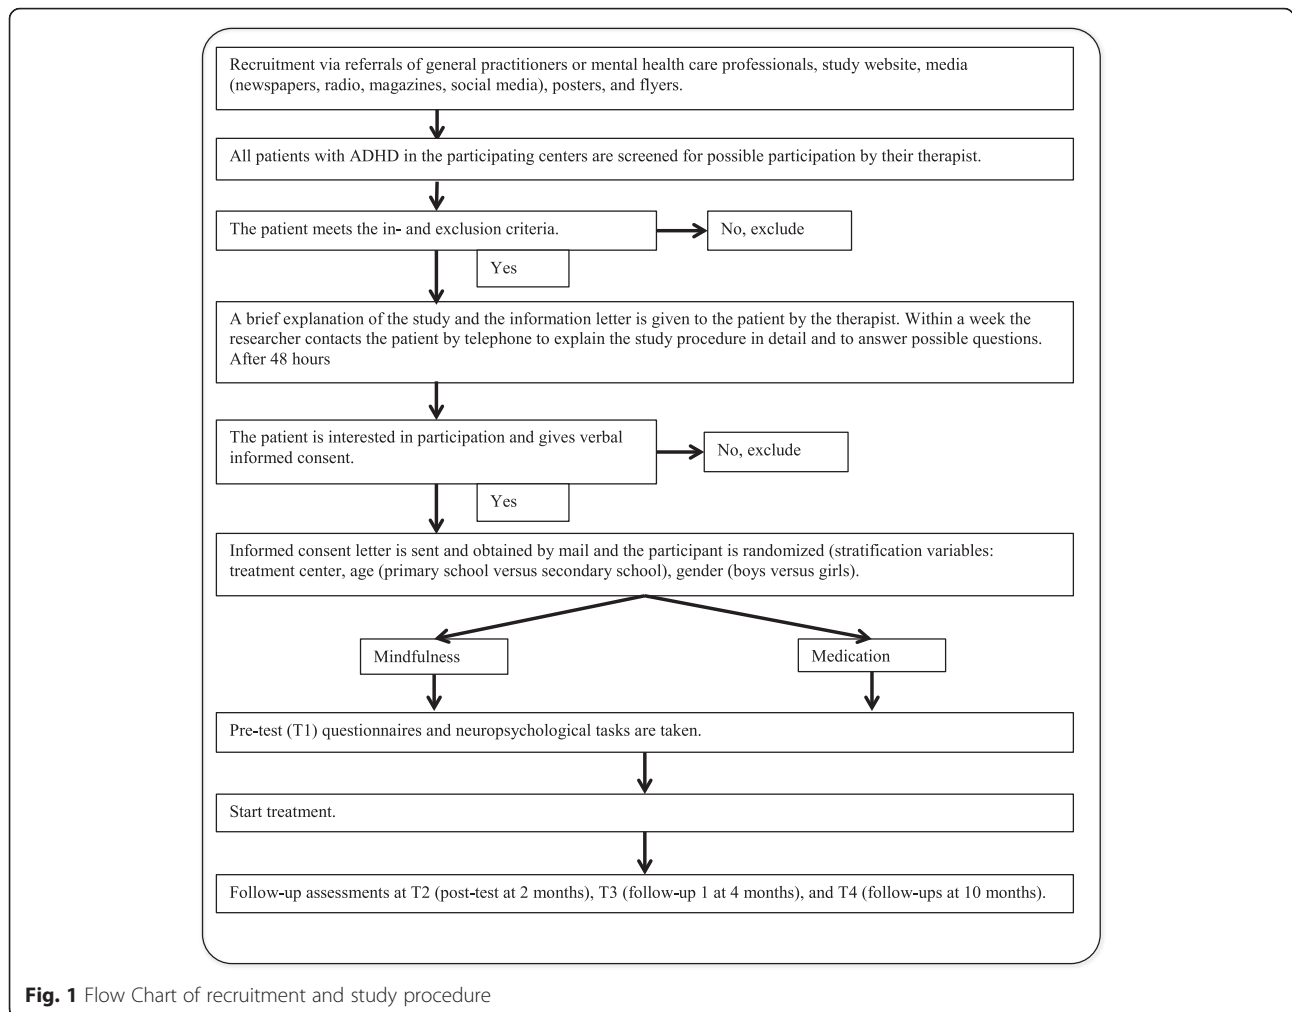 Recruitment via referrals of general practitioners or mental health care professionals, study website, media
(newspapers, radio, magazines, social media), posters, and flyers.
All patients with ADHD in the participating centers are screened for possible participation by their therapist.
The patient meets the in- and exclusion criteria.
No, exclude
Yes
A brief explanation of the study and the information letter is given to the patient by the therapist. Within a week the
researcher contacts the patient by telephone to explain the study procedure in detail and to answer possible questions.
After 48 hours
The patient is interested in participation and gives verbal
informed consent.
No, exclude
Yes
Informed consent letter is sent and obtained by mail and the participant is randomized (stratification variables:
treatment center, age (primary school versus secondary school), gender (boys versus girls).
Mindfulness
Medication
Pre-test (T1) questionnaires and neuropsychological tasks are taken.
Start treatment.
Follow-up assessments at T2 (post-test at 2 months), T3 (follow-up 1 at 4 months), and T4 (follow-ups at 10 months).
Fig. 1 Flow Chart of recruitment and study procedure